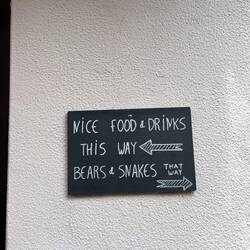 NICE FOOD & DRINKS
THIS WAY
BEARS & SNAKES THAT WAY